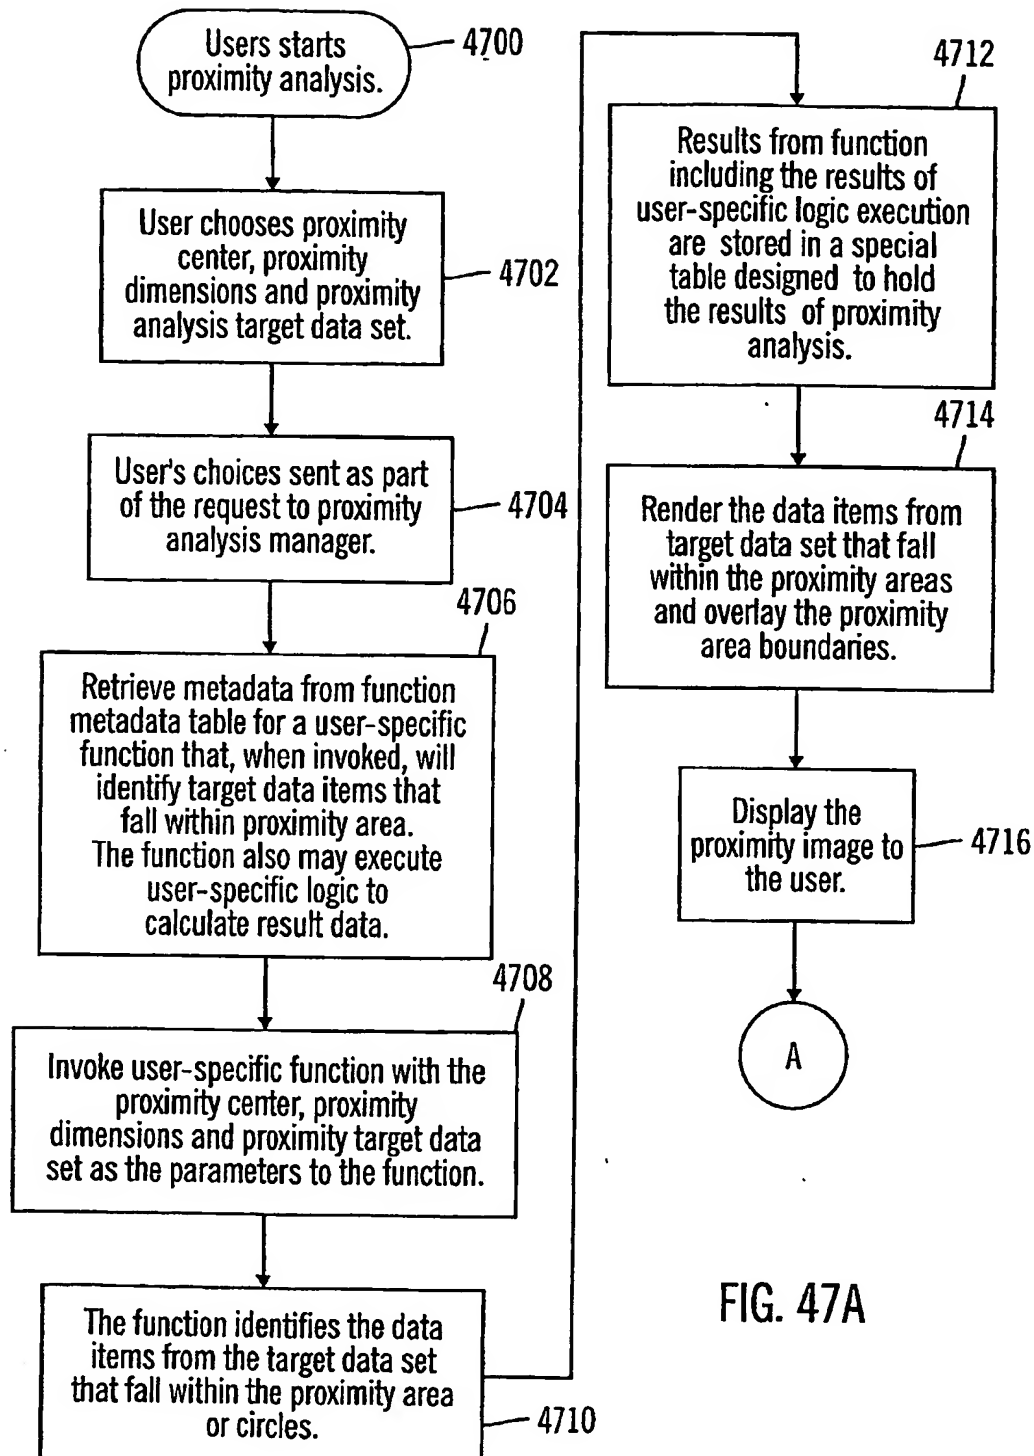 Users starts
proximity analysis.
4700
User chooses proximity
center, proximity
dimensions and proximity
analysis target data set.
4702
User's choices sent as part
of the request to proximity
analysis manager.
4704
4706
Retrieve metadata from function
metadata table for a user-specific
function that, when invoked, will
identify target data items that
fall within proximity area.
The function also may execute
user-specific logic to
calculate result data.
4708
Invoke user-specific function with the
proximity center, proximity
dimensions and proximity target data
set as the parameters to the function.
The function identifies the data
items from the target data set
that fall within the proximity area
or circles.
4710
4712
Results from function
including the results of
user-specific logic execution
are stored in a special
table designed to hold
the results of proximity
analysis.
4714
Render the data items from
target data set that fall
within the proximity areas
and overlay the proximity
area boundaries.
Display the
proximity image to
the user.
4716
A
FIG. 47A